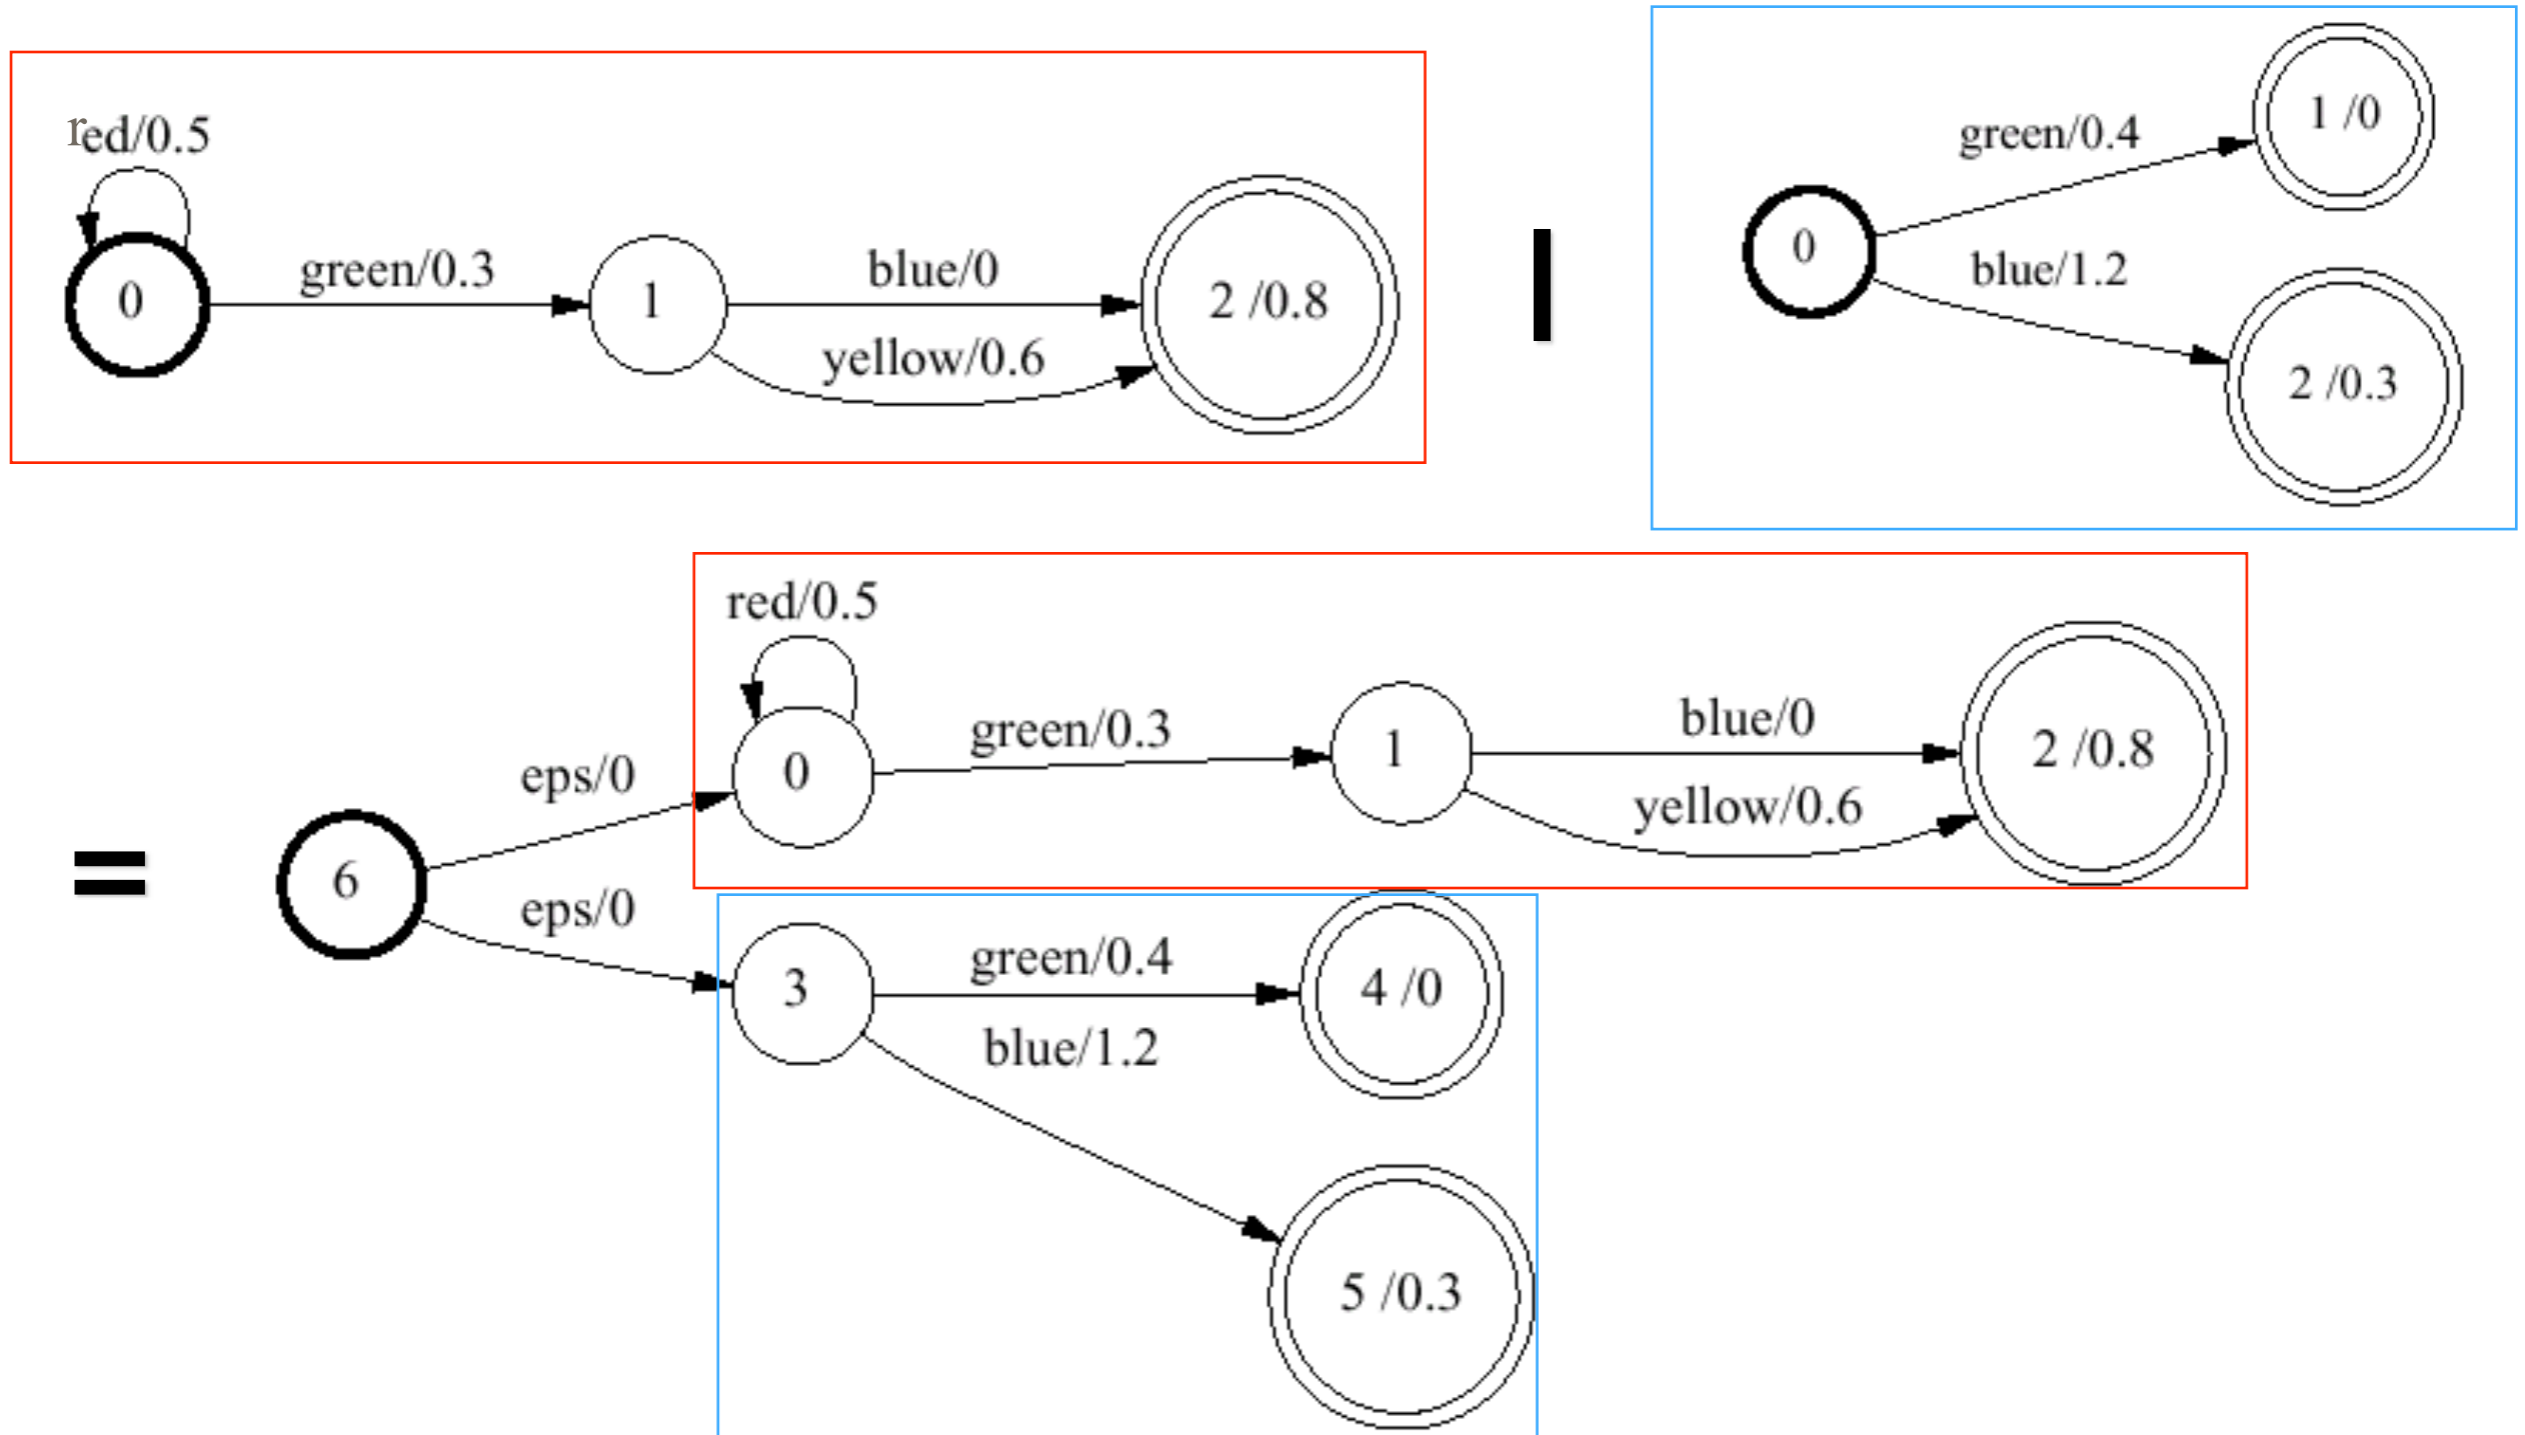 red/0.5
0
green/0.3
1
blue/0
yellow/0.6
2 /0.8
|
0
green/0.4
blue/1.2
1 /0
2 /0.3
=
6
eps/0
eps/0
red/0.5
0
green/0.3
1
blue/0
yellow/0.6
2 /0.8
3
green/0.4
blue/1.2
4 /0
5 /0.3